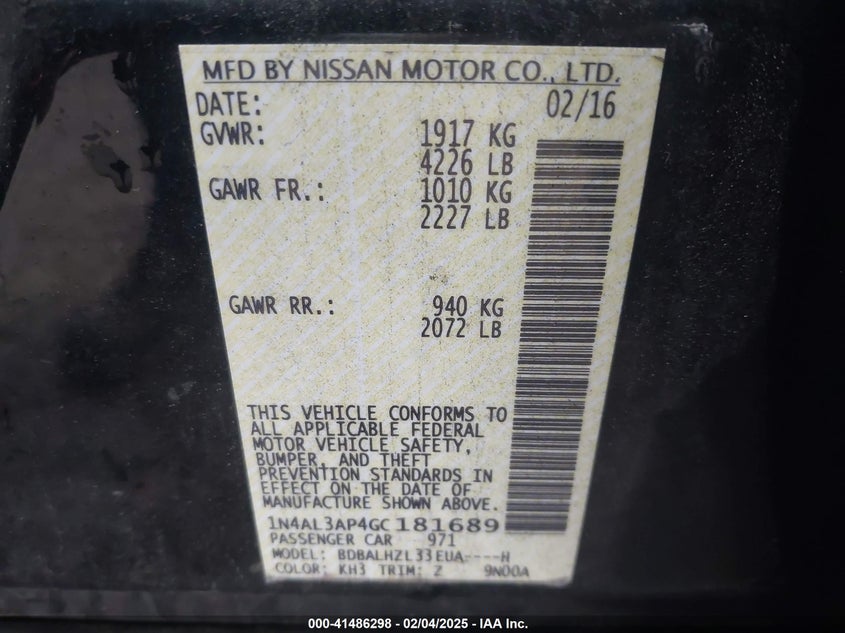 MFD BY NISSAN MOTOR CO., LTD.
DATE: 02/16
GVWR: 1917 KG
4226 LB
GAWR FR.: 1010 KG
2227 LB
GAWR RR.: 940 KG
2072 LB
THIS VEHICLE CONFORMS TO
ALL APPLICABLE FEDERAL
MOTOR VEHICLE SAFETY,
BUMPER, AND THEFT
PREVENTION STANDARDS IN
EFFECT ON THE DATE OF
MANUFACTURE SHOWN ABOVE.
1N4AL3AP4GC181689
PASSENGER CAR 971
MODEL: BDBALHZL33EUA----H
COLOR: KH3 TRIM: Z 9N00A
000-41486298 - 02/04/2025 - IAA Inc.